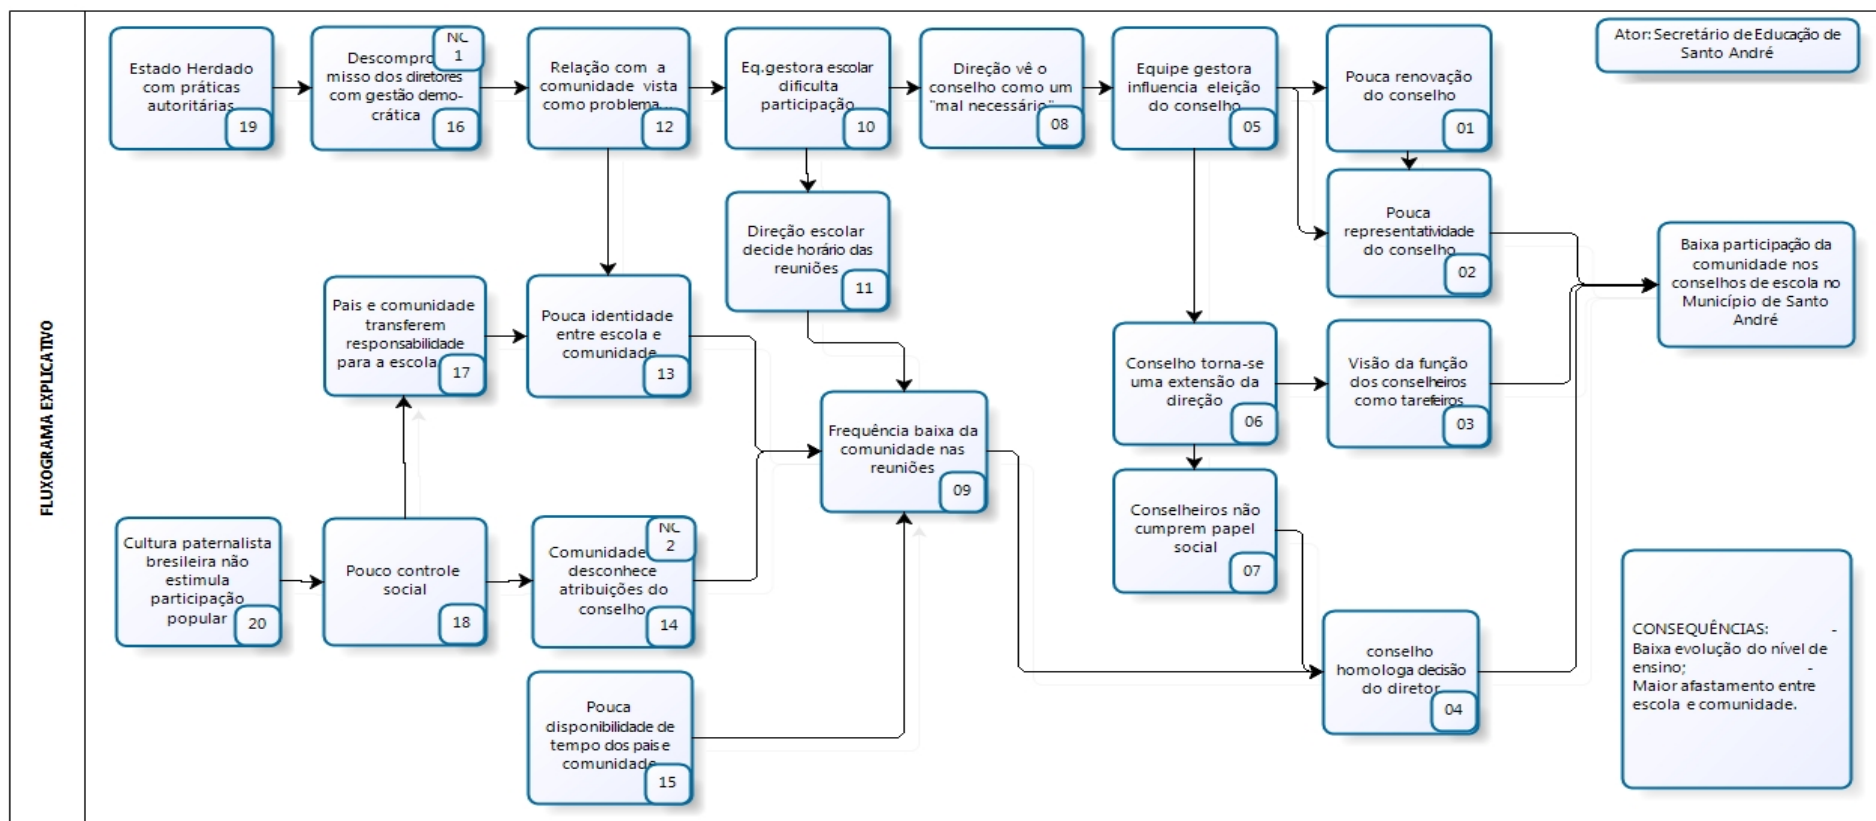 FLUXOGRAMA EXPLICATIVO
Estado Herdado
com práticas
autoritárias
19
NC
1
Descompro
misso dos diretores
com gestão demo-
crática
16
Relação com a
comunidade vista
como problema...
12
Eq.gestora escolar
dificulta
participação
10
Direção vê o
conselho como um
"mal necessário"
08
Equipe gestora
influencia eleição
do conselho
05
Pouca renovação
do conselho
01
Ator: Secretário de Educação de
Santo André
Direção escolar
decide horário das
reuniões
11
Pouca
representatividade
do conselho
02
Baixa participação da
comunidade nos
conselhos de escola no
Município de Santo
André
Pais e comunidade
transferem
responsabilidade
para a escola
17
Pouca identidade
entre escola e
comunidade
13
Conselho torna-se
uma extensão da
direção
06
Visão da função
dos conselheiros
como tarefeiros
03
Frequência baixa da
comunidade nas
reuniões
09
Conselheiros não
cumprem papel
social
07
Cultura paternalista
bresileira não
estimula
participação
popular
20
Pouco controle
social
18
NC
2
Comunidade
desconhece
atribuições do
conselho
14
Pouca
disponibilidade de
tempo dos pais e
comunidade
15
conselho
homologa decisão
do diretor
04
CONSEQUÊNCIAS: -
Baixa evolução do nível de
ensino; -
Maior afastamento entre
escola e comunidade.